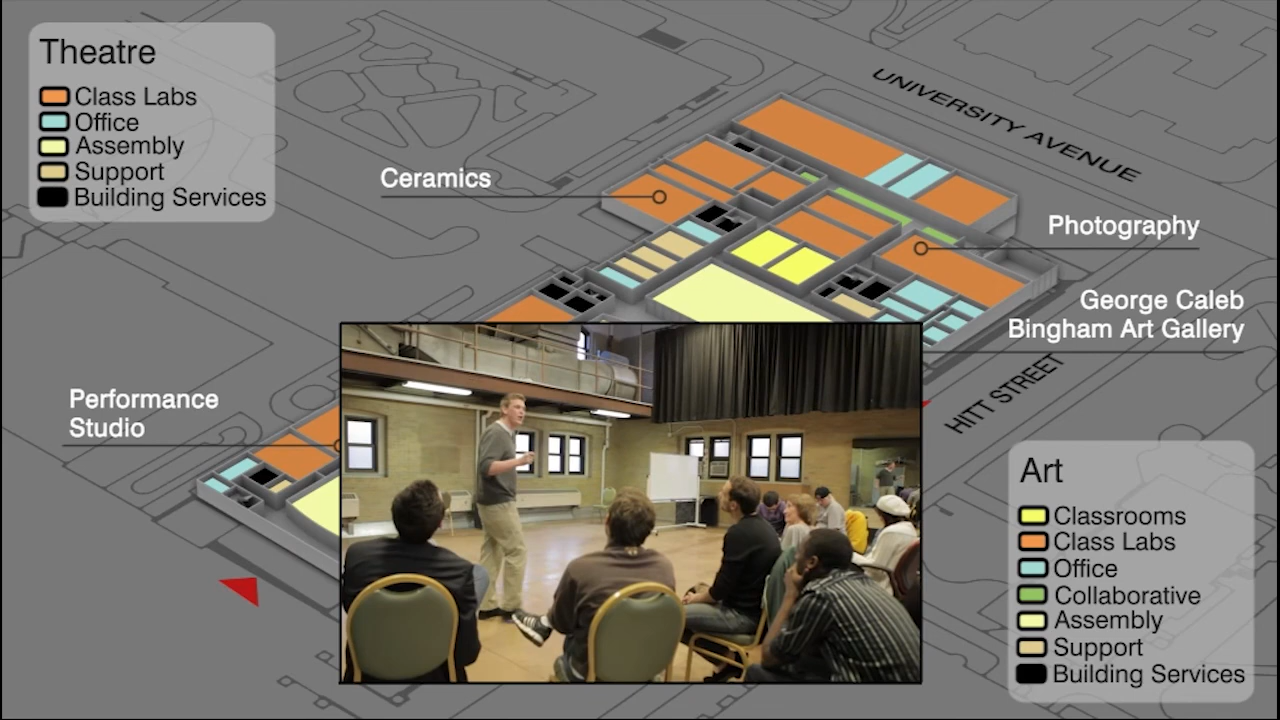 Theatre
Class Labs
Office
Assembly
Support
Building Services
UNIVERSITY AVENUE
Ceramics
Photography
George Caleb
Bingham Art Gallery
HITT STREET
Performance
Studio
Art
Classrooms
Class Labs
Office
Collaborative
Assembly
Support
Building Services